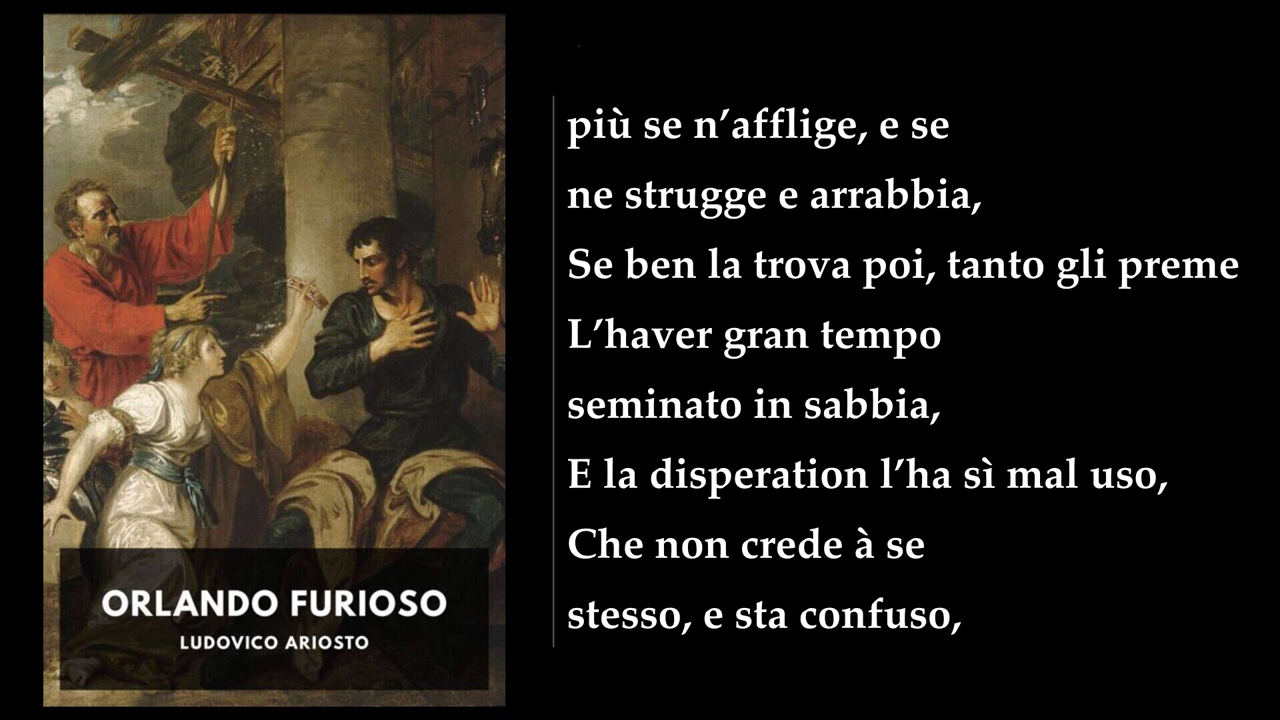 più se n’afflige, e se
ne strugge e arrabbia,
Se ben la trova poi, tanto gli preme
L’haver gran tempo
seminato in sabbia,
E la disperation l’ha sì mal uso,
Che non crede à se
stesso, e sta confuso,
ORLANDO FURIOSO
LUDOVICO ARIOSTO